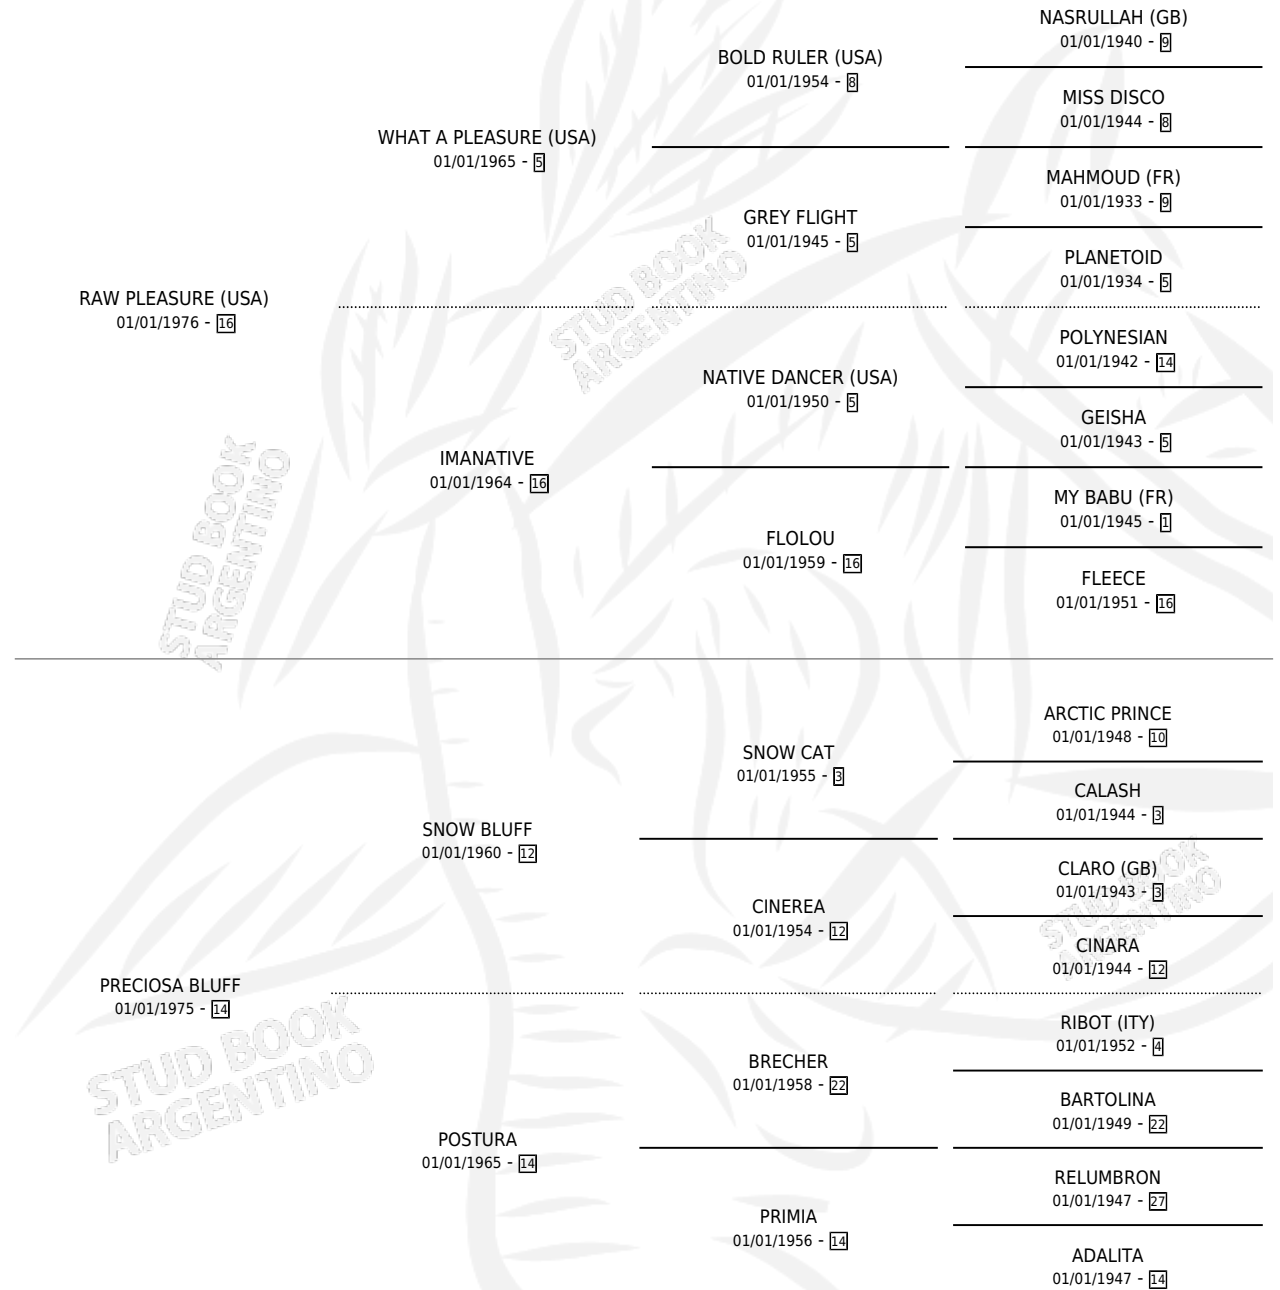 NASRULLAH (GB)
01/01/1940 - 9
BOLD RULER (USA)
01/01/1954 - 8
MISS DISCO
01/01/1944 - 8
WHAT A PLEASURE (USA)
01/01/1965 - 5
MAHMOUD (FR)
01/01/1933 - 9
GREY FLIGHT
01/01/1945 - 5
PLANETOID
01/01/1934 - 5
RAW PLEASURE (USA)
01/01/1976 - 16
POLYNESIAN
01/01/1942 - 14
NATIVE DANCER (USA)
01/01/1950 - 5
GEISHA
01/01/1943 - 5
IMANATIVE
01/01/1964 - 16
MY BABU (FR)
01/01/1945 - 1
FLOLOU
01/01/1959 - 16
FLEECE
01/01/1951 - 16
ARCTIC PRINCE
01/01/1948 - 10
SNOW CAT
01/01/1955 - 3
CALASH
01/01/1944 - 3
SNOW BLUFF
01/01/1960 - 12
CLARO (GB)
01/01/1943 - 3
CINEREA
01/01/1954 - 12
CINARA
01/01/1944 - 12
PRECIOSA BLUFF
01/01/1975 - 14
RIBOT (ITY)
01/01/1952 - 4
BRECHER
01/01/1958 - 22
BARTOLINA
01/01/1949 - 22
POSTURA
01/01/1965 - 14
RELUMBRON
01/01/1947 - 27
PRIMIA
01/01/1956 - 14
ADALITA
01/01/1947 - 14
STUD BOOK
ARGENTINO
STUD BOOK
ARGENTINO
STUD BOOK
ARGENTINO
STUD BOOK
ARGENTINO